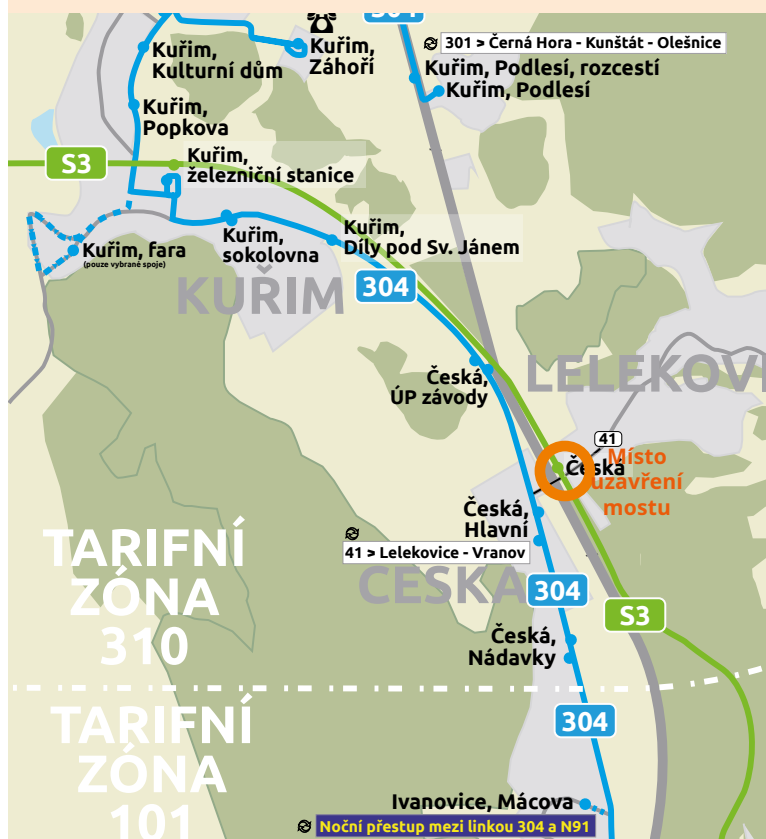 304
301 > Černá Hora - Kunštát - Olešnice
Kuřim,
Kulturní dům
Kuřim,
Záhoří
Kuřim, Podlesí, rozcestí
Kuřim, Podlesí
Kuřim,
Popkova
S3
Kuřim,
železniční stanice
Kuřim, fara
(pouze vybrané spoje)
Kuřim,
sokolovna
Kuřim,
Díly pod Sv. Jánem
KUŘIM
304
Česká,
ÚP závody
41
Česká
Místo
uzavření
mostu
Česká,
Hlavní
41 > Lelekovice - Vranov
ČESKÁ
304
S3
TARIFNÍ
ZÓNA
310
Česká,
Nádavky
TARIFNÍ
ZÓNA
101
304
Ivanovice, Mácova
Noční přestup mezi linkou 304 a N91